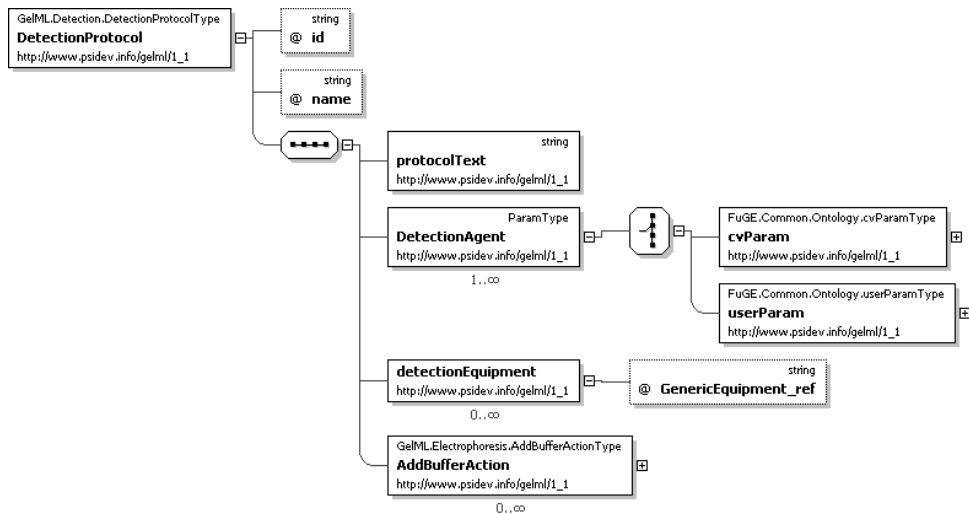 GelML.Detection.DetectionProtocolType
DetectionProtocol
http://www.psidev.info/gelml/1_1
string
@ id
string
@ name
string
protocolText
http://www.psidev.info/gelml/1_1
ParamType
DetectionAgent
http://www.psidev.info/gelml/1_1
1..∞
FuGE.Common.Ontology.cvParamType
cvParam
http://www.psidev.info/gelml/1_1
FuGE.Common.Ontology.userParamType
userParam
http://www.psidev.info/gelml/1_1
detectionEquipment
http://www.psidev.info/gelml/1_1
0..∞
string
@ GenericEquipment_ref
GelML.Electrophoresis.AddBufferActionType
AddBufferAction
http://www.psidev.info/gelml/1_1
0..∞